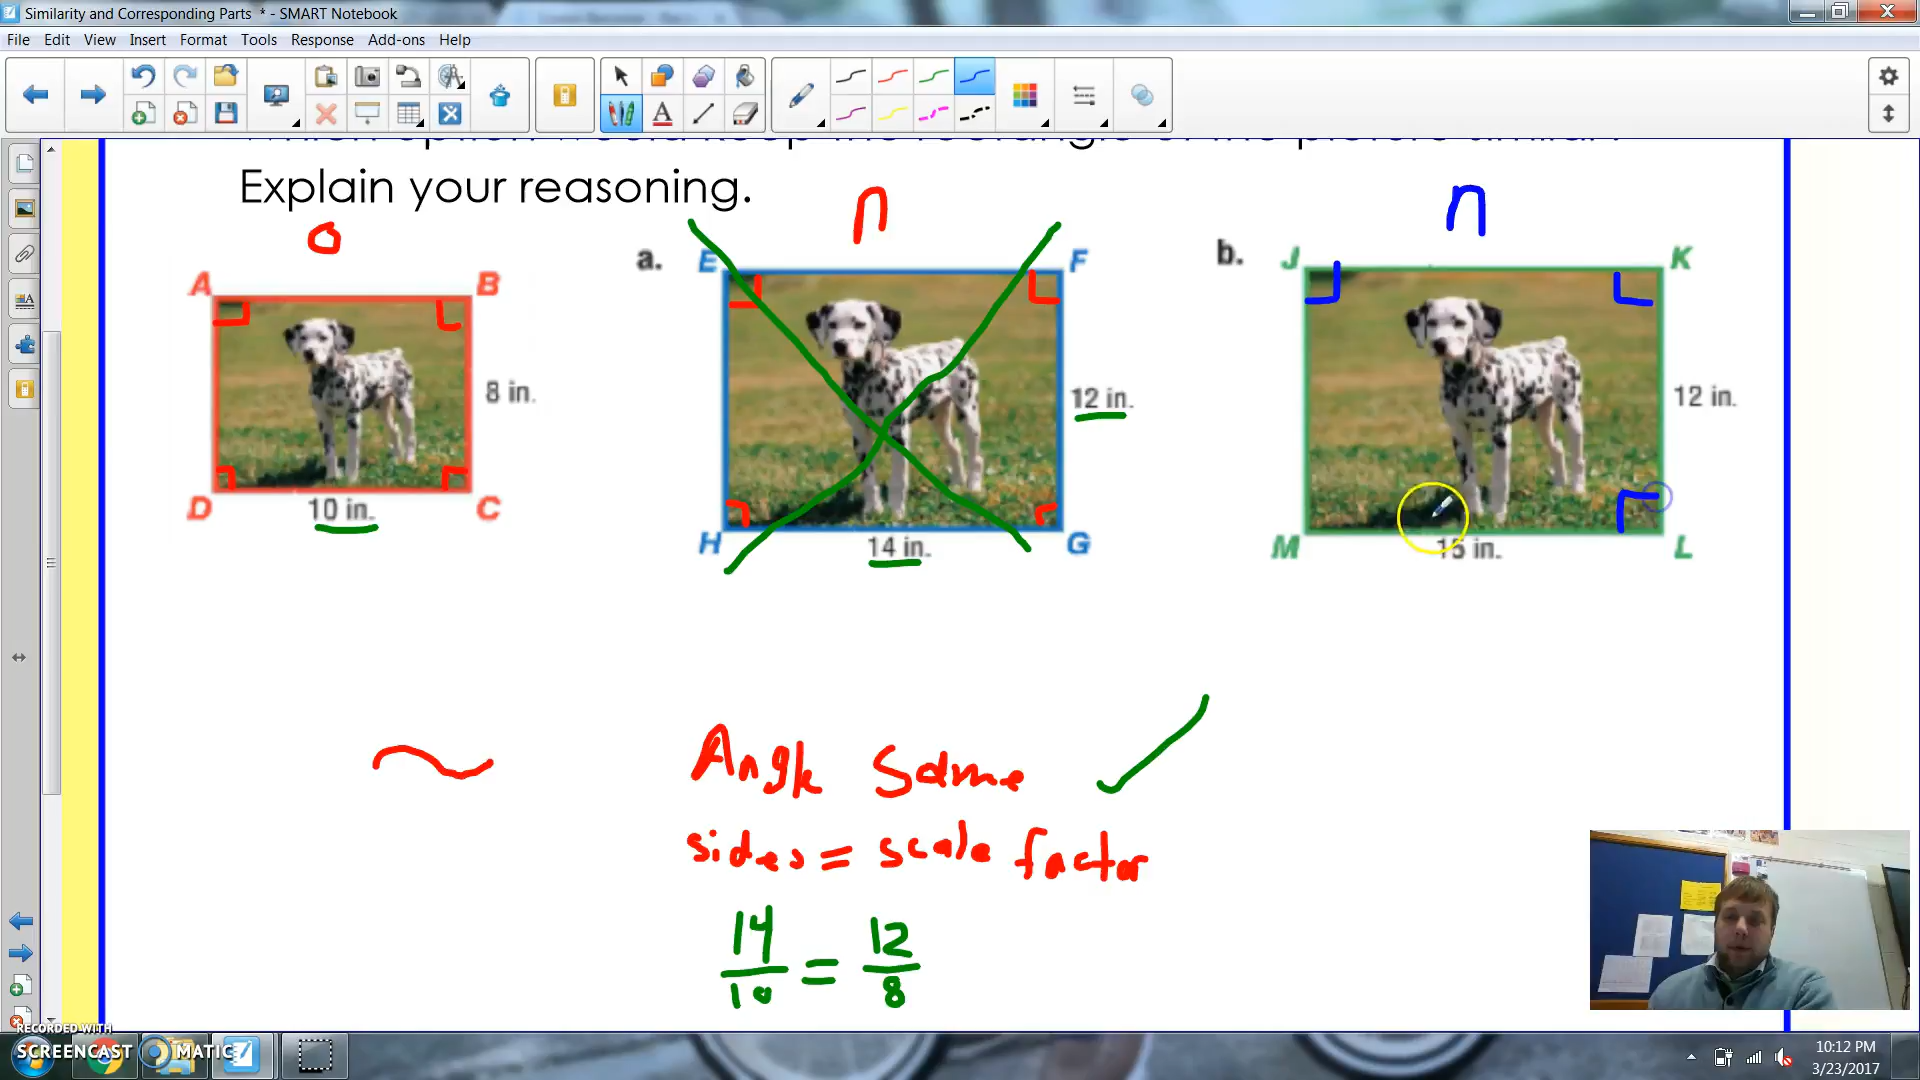 Similarity and Corresponding Parts * - SMART Notebook
File Edit View Insert Format Tools Response Add-ons Help
Explain your reasoning.
o n n
A B
8 in.
D C
10 in.
a. E F
12 in.
H G
14 in.
b. J K
12 in.
M L
15 in.
Angle Same
sides = scale factor
14/10 = 12/8
RECORDED WITH
SCREENCAST MATIC
10:12 PM
3/23/2017